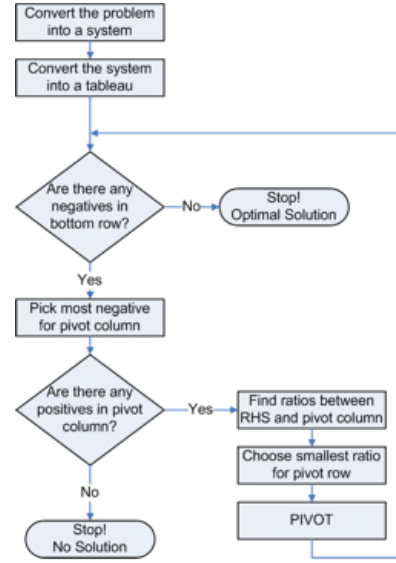 Convert the problem
into a system
Convert the system
into a tableau
Are there any
negatives in
bottom row?
No
Stop!
Optimal Solution
Yes
Pick most negative
for pivot column
Are there any
positives in pivot
column?
Yes
Find ratios between
RHS and pivot column
Choose smallest ratio
for pivot row
PIVOT
No
Stop!
No Solution